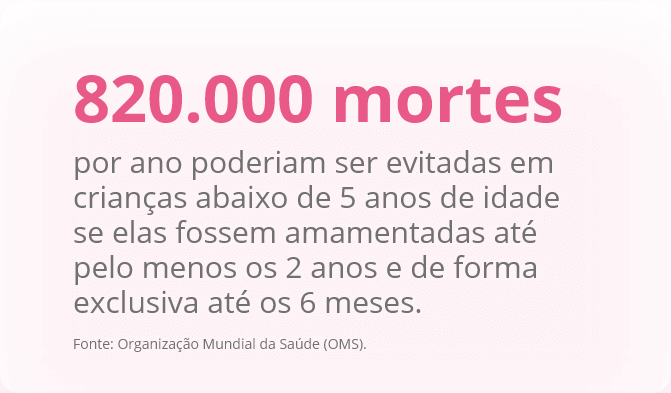 820.000 mortes
por ano poderiam ser evitadas em
crianças abaixo de 5 anos de idade
se elas fossem amamentadas até
pelo menos os 2 anos e de forma
exclusiva até os 6 meses.
Fonte: Organização Mundial da Saúde (OMS).